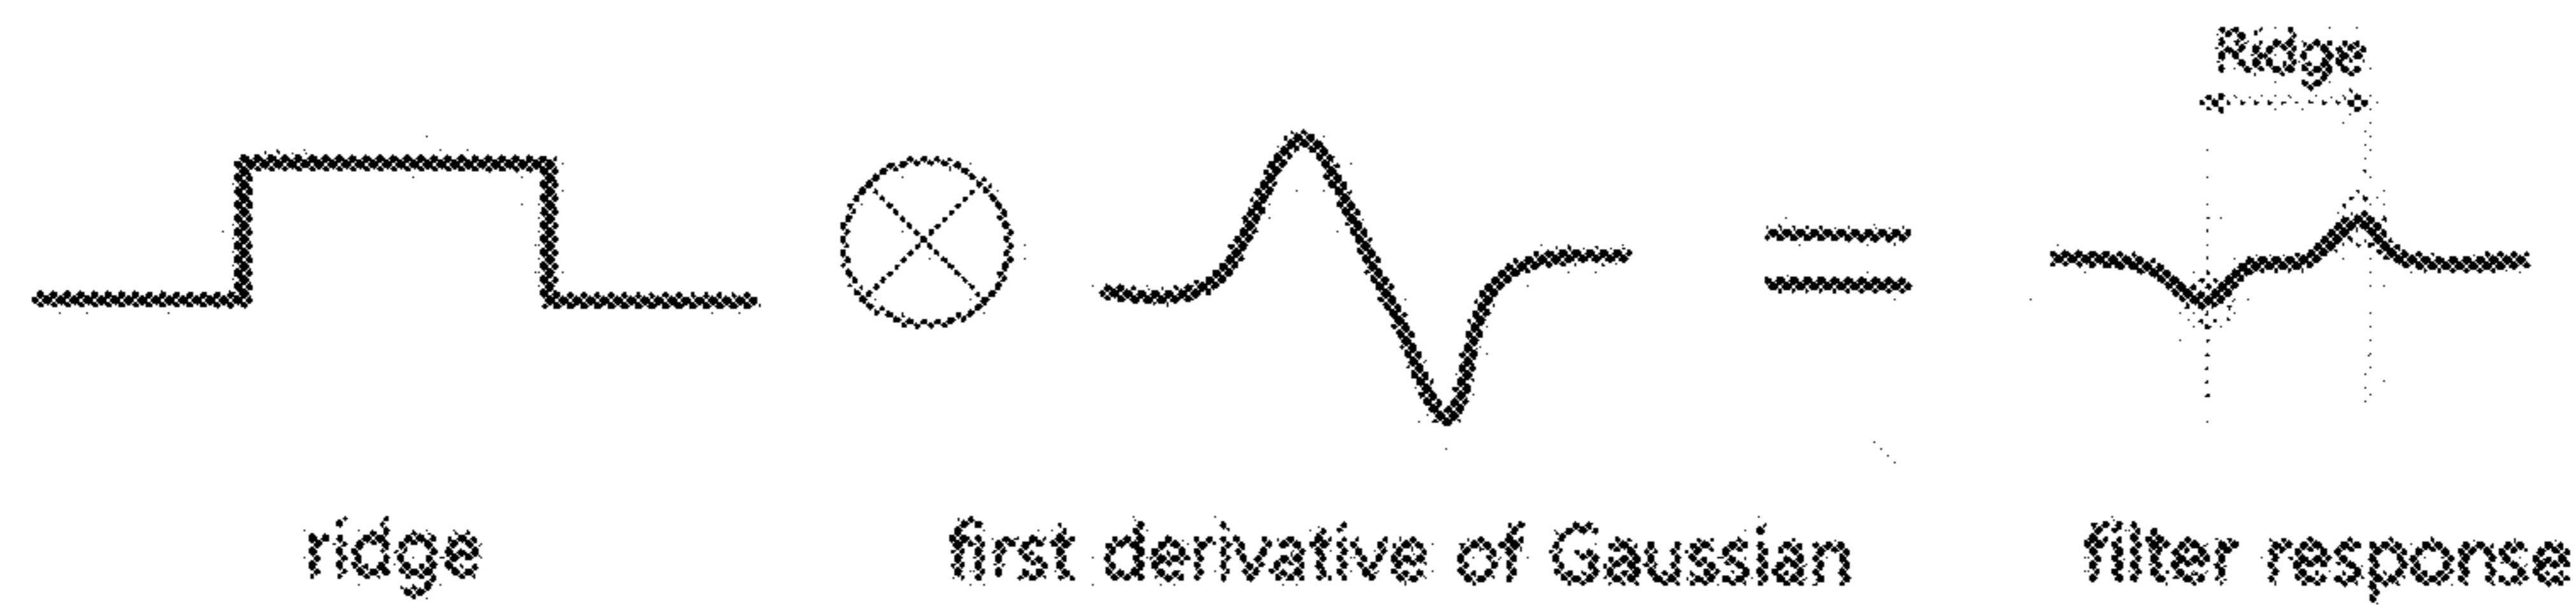 Ridge
ridge
first derivative of Gaussian
filter response